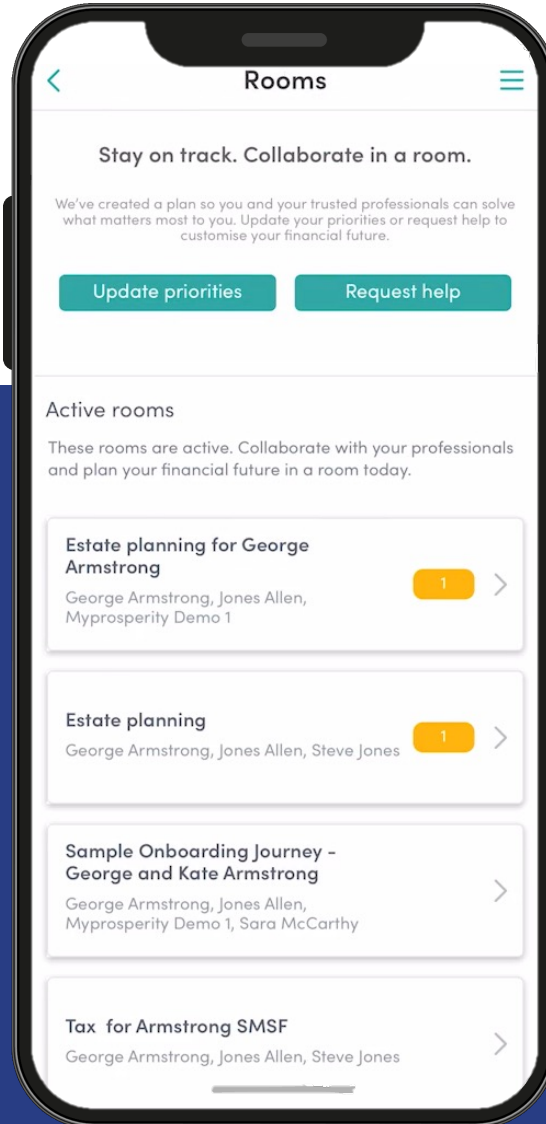 Rooms
Stay on track. Collaborate in a room.
We've created a plan so you and your trusted professionals can solve
what matters most to you. Update your priorities or request help to
customise your financial future.
Update priorities
Request help
Active rooms
These rooms are active. Collaborate with your professionals
and plan your financial future in a room today.
Estate planning for George
Armstrong
George Armstrong, Jones Allen,
Myprosperity Demo 1
1
Estate planning
George Armstrong, Jones Allen, Steve Jones
1
Sample Onboarding Journey -
George and Kate Armstrong
George Armstrong, Jones Allen,
Myprosperity Demo 1, Sara McCarthy
Tax  for Armstrong SMSF
George Armstrong, Jones Allen, Steve Jones